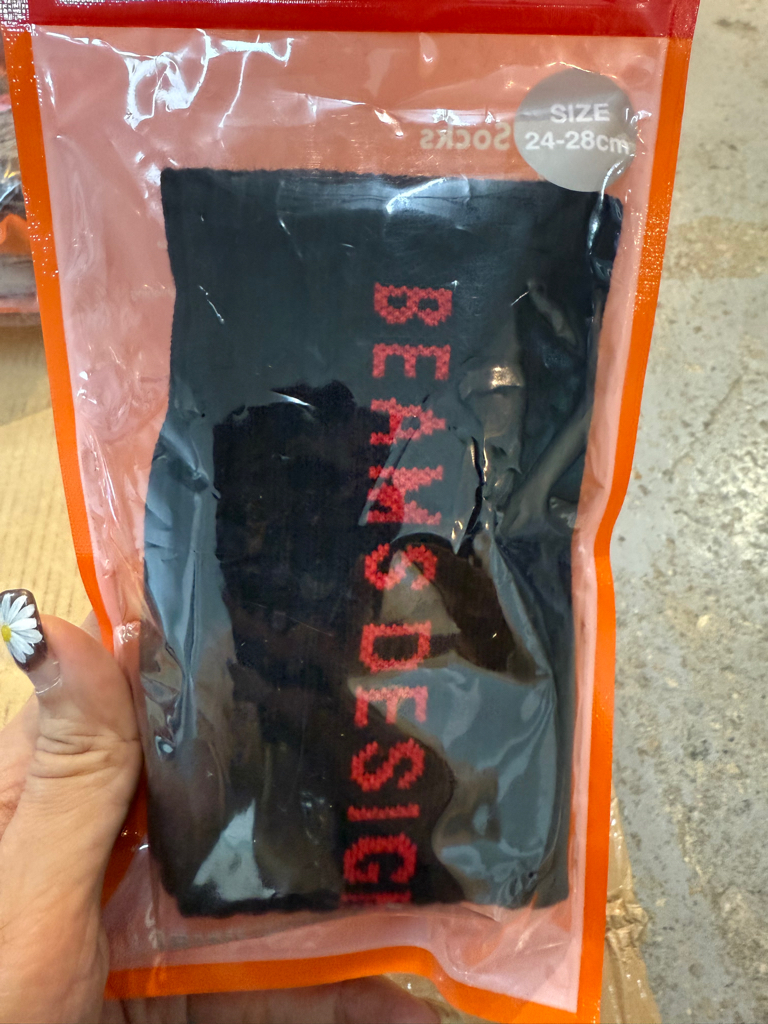 SIZE
24-28cm
Socks
BEAMS DESIG